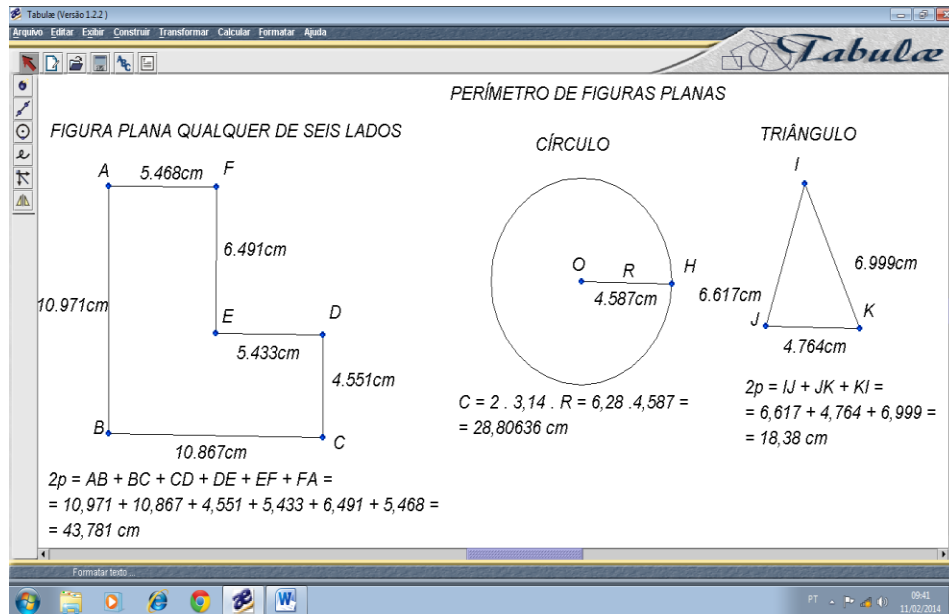 Tabulæ (Versão 1.2.2 )
Arquivo Editar Exibir Construir Transformar Calcular Formatar Ajuda
Tabulæ
ABC
PERÍMETRO DE FIGURAS PLANAS
FIGURA PLANA QUALQUER DE SEIS LADOS
A
5.468cm
F
6.491cm
10.971cm
E
D
5.433cm
4.551cm
B
C
10.867cm
2p = AB + BC + CD + DE + EF + FA =
= 10,971 + 10,867 + 4,551 + 5,433 + 6,491 + 5,468 =
= 43,781 cm
CÍRCULO
O
R
H
4.587cm
C = 2 . 3,14 . R = 6,28 .4,587 =
= 28,80636 cm
TRIÂNGULO
I
6.999cm
6.617cm
J
K
4.764cm
2p = IJ + JK + KI =
= 6,617 + 4,764 + 6,999 =
= 18,38 cm
Formatar texto ...
PT
09:41
11/02/2014